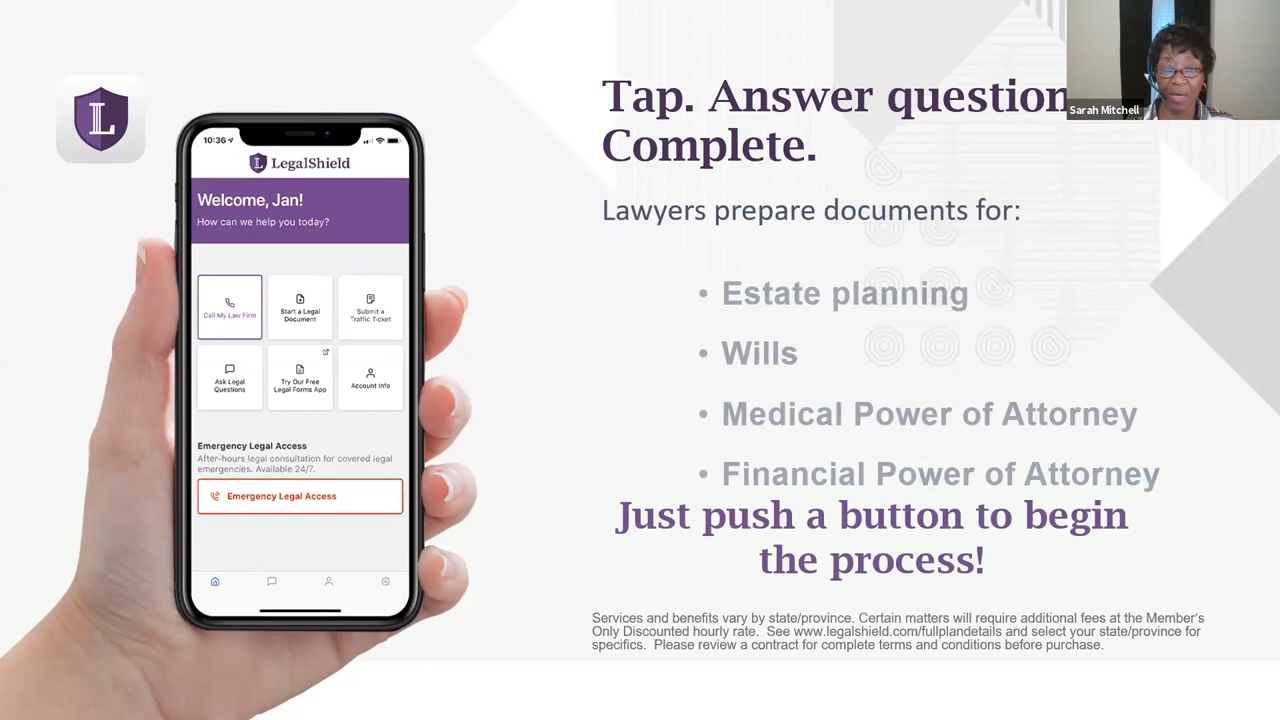 Tap. Answer question
Complete.
Sarah Mitchell
Lawyers prepare documents for:
• Estate planning
• Wills
• Medical Power of Attorney
• Financial Power of Attorney
Just push a button to begin
the process!
Services and benefits vary by state/province. Certain matters will require additional fees at the Member's
Only Discounted hourly rate. See www.legalshield.com/fullplandetails and select your state/province for
specifics. Please review a contract for complete terms and conditions before purchase.
L
10:36
L LegalShield
Welcome, Jan!
How can we help you today?
Call My Law Firm
Start a Legal
Document
Submit a
Traffic Ticket
Ask Legal
Questions
Try Our Free
Legal Forms App
Account Info
Emergency Legal Access
After-hours legal consultation for covered legal
emergencies. Available 24/7.
Emergency Legal Access